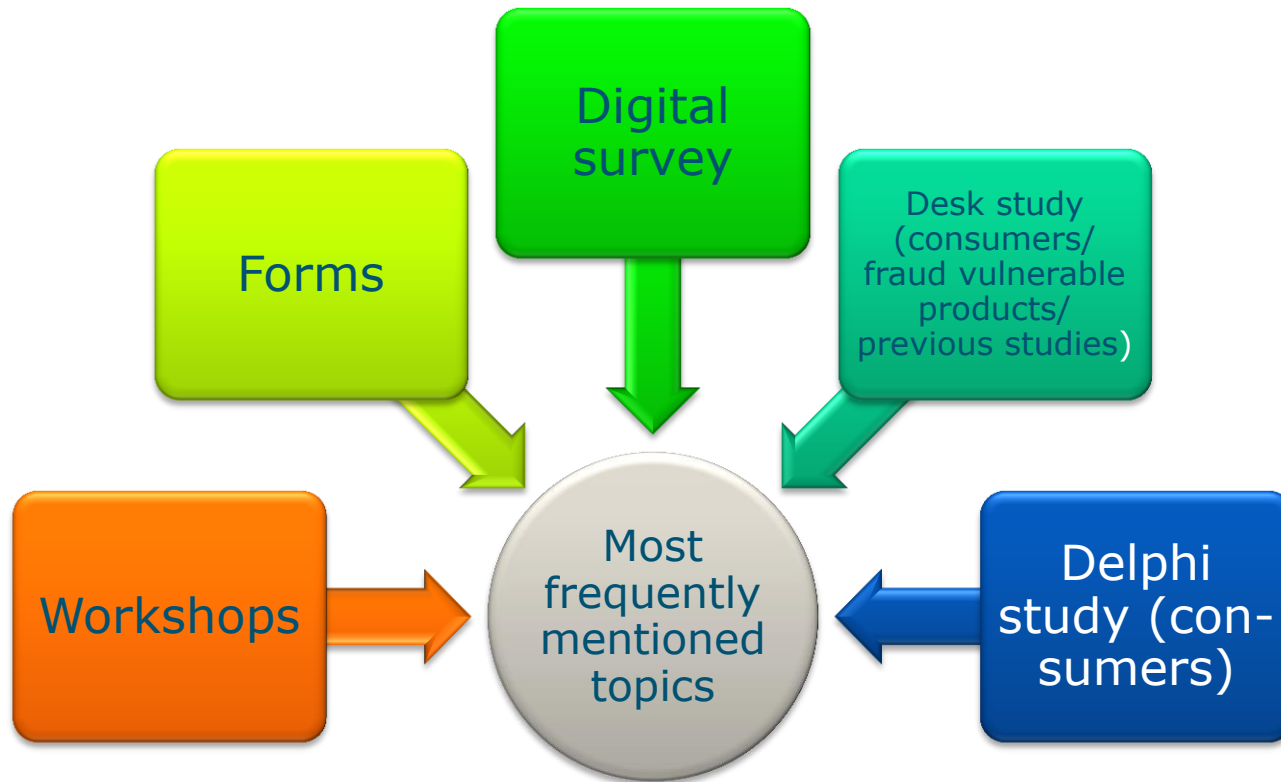 Digital
survey
Forms
Desk study
(consumers/
fraud vulnerable
products/
previous studies)
Workshops
Most
frequently
mentioned
topics
Delphi
study (con-
sumers)